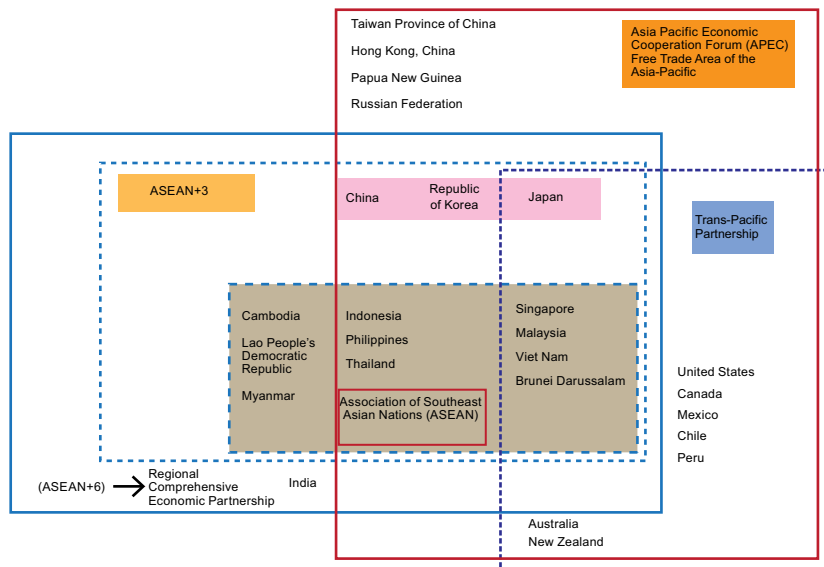 Taiwan Province of China
Hong Kong, China
Papua New Guinea
Russian Federation
Asia Pacific Economic
Cooperation Forum (APEC)
Free Trade Area of the
Asia-Pacific
ASEAN+3
China
Republic
of Korea
Japan
Trans-Pacific
Partnership
Cambodia
Lao People's
Democratic
Republic
Myanmar
Indonesia
Philippines
Thailand
Association of Southeast
Asian Nations (ASEAN)
Singapore
Malaysia
Viet Nam
Brunei Darussalam
United States
Canada
Mexico
Chile
Peru
(ASEAN+6)
Regional
Comprehensive
Economic Partnership
India
Australia
New Zealand